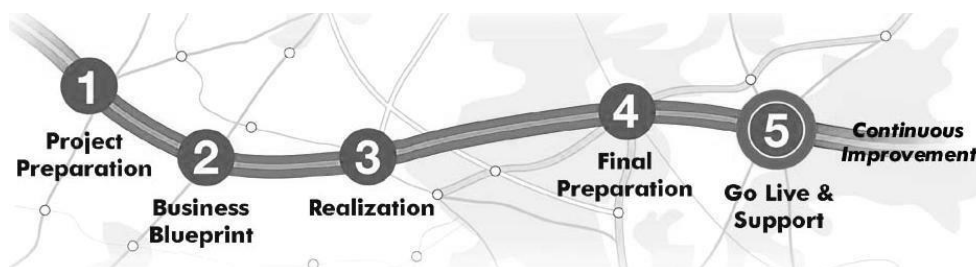 1
Project
Preparation
2
Business
Blueprint
3
Realization
4
Final
Preparation
5
Go Live &
Support
Continuous
Improvement